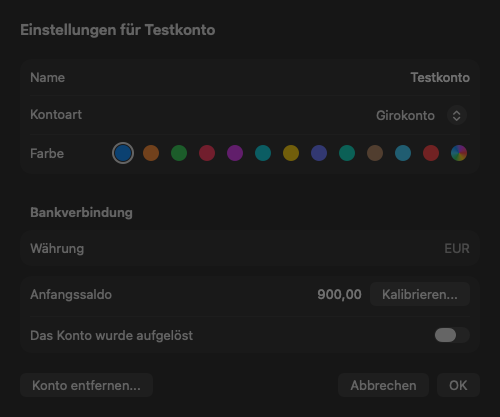 Einstellungen für Testkonto
Name Testkonto
Kontoart Girokonto
Farbe
Bankverbindung
Währung EUR
Anfangssaldo 900,00 Kalibrieren...
Das Konto wurde aufgelöst
Konto entfernen... Abbrechen OK